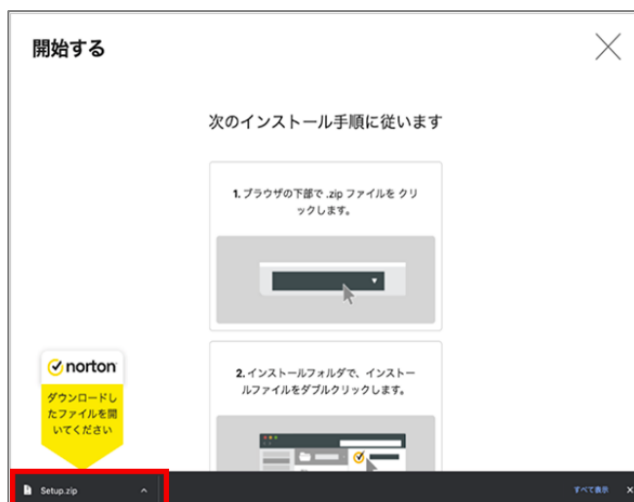 開始する
次のインストール手順に従います
1. ブラウザの下部で .zip ファイルを クリ
ックします。
2. インストールフォルダで、インストー
ルファイルをダブルクリックします。
norton
ダウンロードし
たファイルを開
いてください
Setup.zip
すべて表示